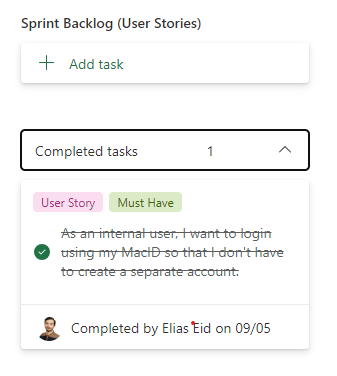 Sprint Backlog (User Stories)
Add task
Completed tasks 1
User Story Must Have
As an internal user, I want to login
using my MacID so that I don't have
to create a separate account.
Completed by Elias Eid on 09/05